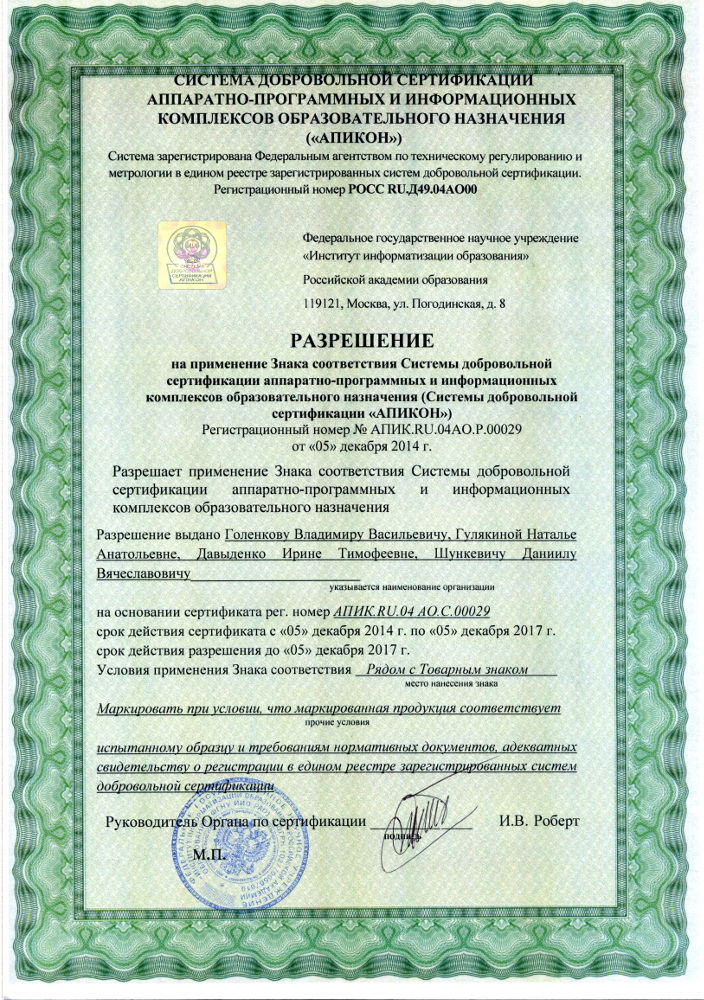 СИСТЕМА ДОБРОВОЛЬНОЙ СЕРТИФИКАЦИИ
АППАРАТНО-ПРОГРАММНЫХ И ИНФОРМАЦИОННЫХ
КОМПЛЕКСОВ ОБРАЗОВАТЕЛЬНОГО НАЗНАЧЕНИЯ
(«АПИКОН»)
Система зарегистрирована Федеральным агентством по техническому регулированию и
метрологии в едином реестре зарегистрированных систем добровольной сертификации.
Регистрационный номер РОСС RU.Д49.04АО00
ДОБРОВОЛЬНОЙ
СЕРТИФИКАЦИИ
АПИКОН
Федеральное государственное научное учреждение
«Институт информатизации образования»
Российской академии образования
119121, Москва, ул. Погодинская, д. 8
РАЗРЕШЕНИЕ
на применение Знака соответствия Системы добровольной
сертификации аппаратно-программных и информационных
комплексов образовательного назначения (Системы добровольной
сертификации «АПИКОН»)
Регистрационный номер № АПИК.RU.04АО.Р.00029
от «05» декабря 2014 г.
Разрешает применение Знака соответствия Системы добровольной
сертификации аппаратно-программных и информационных
комплексов образовательного назначения
Разрешение выдано Голенкову Владимиру Васильевичу, Гулякиной Наталье
Анатольевне, Давыденко Ирине Тимофеевне, Шункевичу Даниилу
Вячеславовичу
указывается наименование организации
на основании сертификата рег. номер АПИК.RU.04 АО.С.00029
срок действия сертификата с «05» декабря 2014 г. по «05» декабря 2017 г.
срок действия разрешения до «05» декабря 2017 г.
Условия применения Знака соответствия Рядом с Товарным знаком
место нанесения знака
Маркировать при условии, что маркированная продукция соответствует
прочие условия
испытанному образцу и требованиям нормативных документов, адекватных
свидетельству о регистрации в едином реестре зарегистрированных систем
добровольной сертификации
Руководитель Органа по сертификации И.В. Роберт
подпись
М.П.